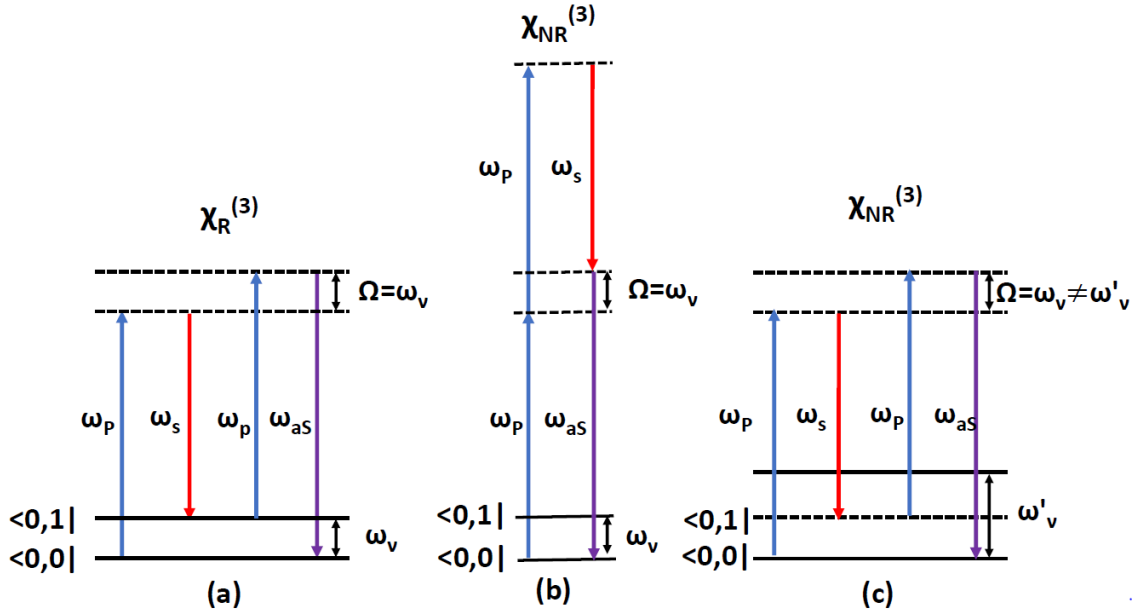 χR(3)
ωP
ωs
ωp
ωaS
Ω=ωv
<0,1|
<0,0|
ωv
(a)
χNR(3)
ωP
ωs
Ω=ωv
ωP
ωaS
<0,1|
<0,0|
ωv
(b)
χNR(3)
Ω=ωv≠ω'v
ωP
ωs
ωP
ωaS
<0,1|
<0,0|
ω'v
(c)